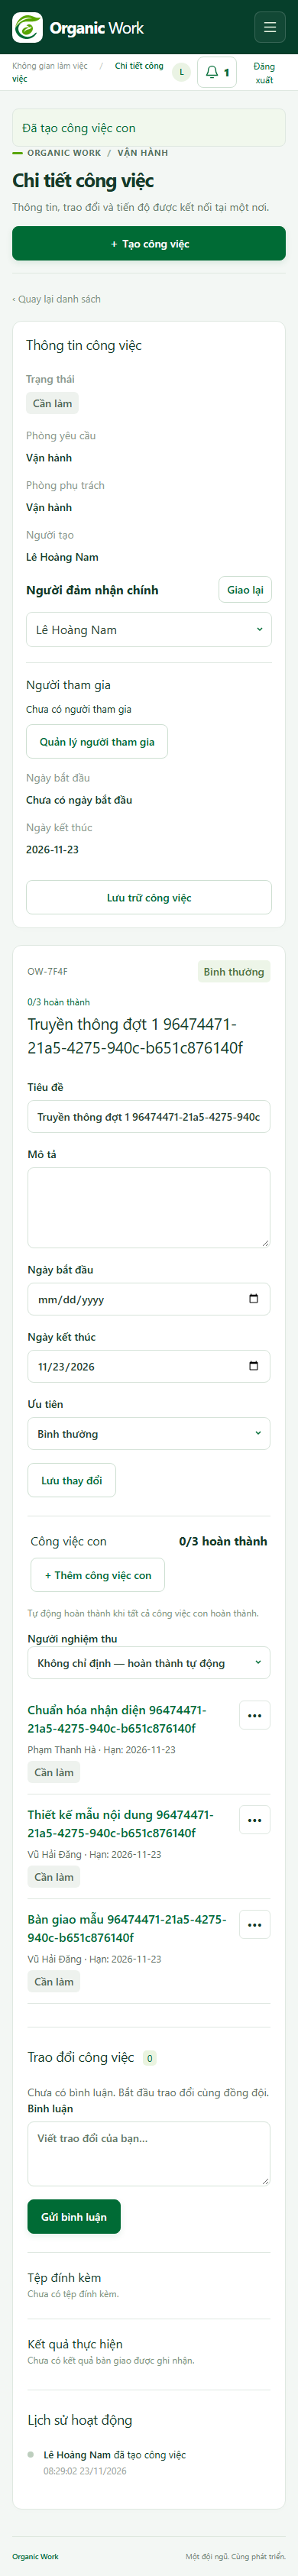 Organic Work
Không gian làm việc / Chi tiết công việc
L
1
Đăng xuất
Đã tạo công việc con
ORGANIC WORK / VẬN HÀNH
Chi tiết công việc
Thông tin, trao đổi và tiến độ được kết nối tại một nơi.
+ Tạo công việc
‹ Quay lại danh sách
Thông tin công việc
Trạng thái
Cần làm
Phòng yêu cầu
Vận hành
Phòng phụ trách
Vận hành
Người tạo
Lê Hoàng Nam
Người đảm nhận chính
Giao lại
Lê Hoàng Nam
Người tham gia
Chưa có người tham gia
Quản lý người tham gia
Ngày bắt đầu
Chưa có ngày bắt đầu
Ngày kết thúc
2026-11-23
Lưu trữ công việc
OW-7F4F
Bình thường
0/3 hoàn thành
Truyền thông đợt 1 96474471-
21a5-4275-940c-b651c876140f
Tiêu đề
Truyền thông đợt 1 96474471-21a5-4275-940c
Mô tả
Ngày bắt đầu
mm/dd/yyyy
Ngày kết thúc
11/23/2026
Ưu tiên
Bình thường
Lưu thay đổi
Công việc con
0/3 hoàn thành
+ Thêm công việc con
Tự động hoàn thành khi tất cả công việc con hoàn thành.
Người nghiệm thu
Không chỉ định — hoàn thành tự động
Chuẩn hóa nhận diện 96474471-
21a5-4275-940c-b651c876140f
Phạm Thanh Hà · Hạn: 2026-11-23
Cần làm
Thiết kế mẫu nội dung 96474471-
21a5-4275-940c-b651c876140f
Vũ Hải Đăng · Hạn: 2026-11-23
Cần làm
Bàn giao mẫu 96474471-21a5-4275-
940c-b651c876140f
Vũ Hải Đăng · Hạn: 2026-11-23
Cần làm
Trao đổi công việc
0
Chưa có bình luận. Bắt đầu trao đổi cùng đồng đội.
Bình luận
Viết trao đổi của bạn...
Gửi bình luận
Tệp đính kèm
Chưa có tệp đính kèm.
Kết quả thực hiện
Chưa có kết quả bàn giao được ghi nhận.
Lịch sử hoạt động
Lê Hoàng Nam đã tạo công việc
08:29:02 23/11/2026
Organic Work
Một đội ngũ. Cùng phát triển.